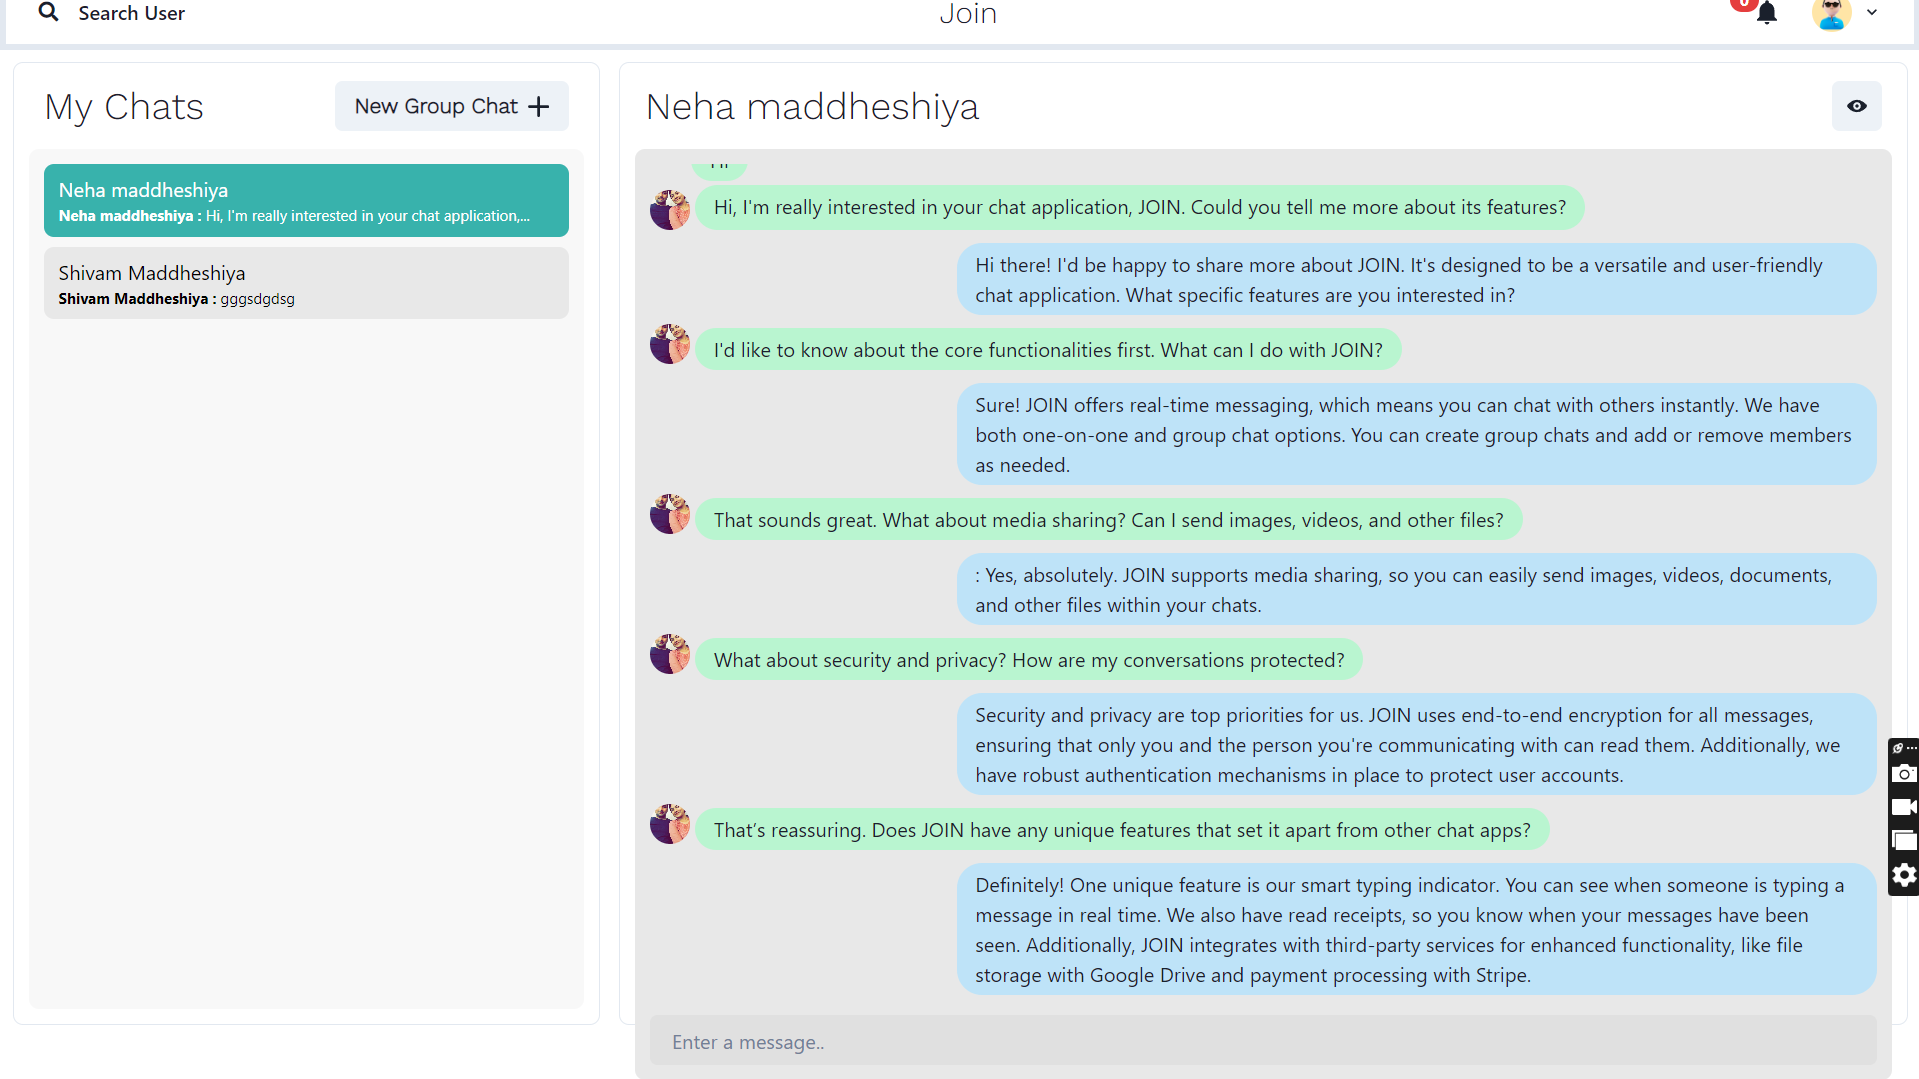 Search User
Join
0
My Chats
New Group Chat
Neha maddheshiya
Neha maddheshiya : Hi, I'm really interested in your chat application,...
Shivam Maddheshiya
Shivam Maddheshiya : gggsdgdsg
Neha maddheshiya
Hi
Hi, I'm really interested in your chat application, JOIN. Could you tell me more about its features?
Hi there! I'd be happy to share more about JOIN. It's designed to be a versatile and user-friendly
chat application. What specific features are you interested in?
I'd like to know about the core functionalities first. What can I do with JOIN?
Sure! JOIN offers real-time messaging, which means you can chat with others instantly. We have
both one-on-one and group chat options. You can create group chats and add or remove members
as needed.
That sounds great. What about media sharing? Can I send images, videos, and other files?
: Yes, absolutely. JOIN supports media sharing, so you can easily send images, videos, documents,
and other files within your chats.
What about security and privacy? How are my conversations protected?
Security and privacy are top priorities for us. JOIN uses end-to-end encryption for all messages,
ensuring that only you and the person you're communicating with can read them. Additionally, we
have robust authentication mechanisms in place to protect user accounts.
That’s reassuring. Does JOIN have any unique features that set it apart from other chat apps?
Definitely! One unique feature is our smart typing indicator. You can see when someone is typing a
message in real time. We also have read receipts, so you know when your messages have been
seen. Additionally, JOIN integrates with third-party services for enhanced functionality, like file
storage with Google Drive and payment processing with Stripe.
Enter a message..